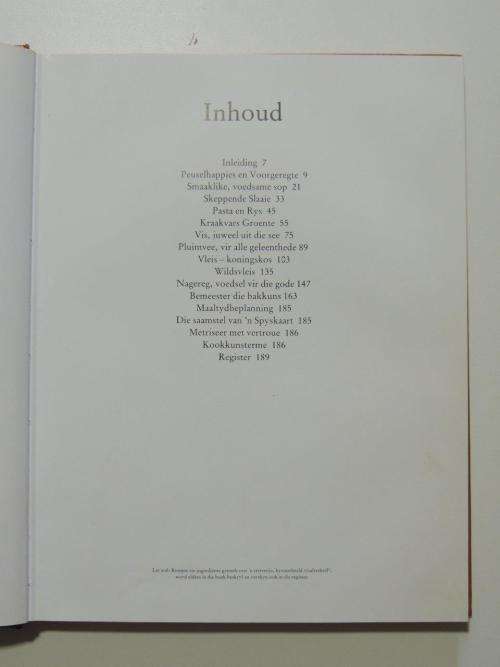 Inhoud
Inleiding 7
Peuselhappies en Voorgeregte 9
Smaaklike, voedsame sop 21
Skeppende Slaaie 33
Pasta en Rys 45
Kraakvars Groente 55
Vis, juweel uit die see 75
Pluimvee, vir alle geleenthede 89
Vleis – koningskos 103
Wildsvleis 135
Nagereg, voedsel vir die gode 147
Bemeester die bakkuns 163
Maaltydbeplanning 185
Die saamstel van 'n Spyskaart 185
Metriseer met vertroue 186
Kookkunsterme 186
Register 189